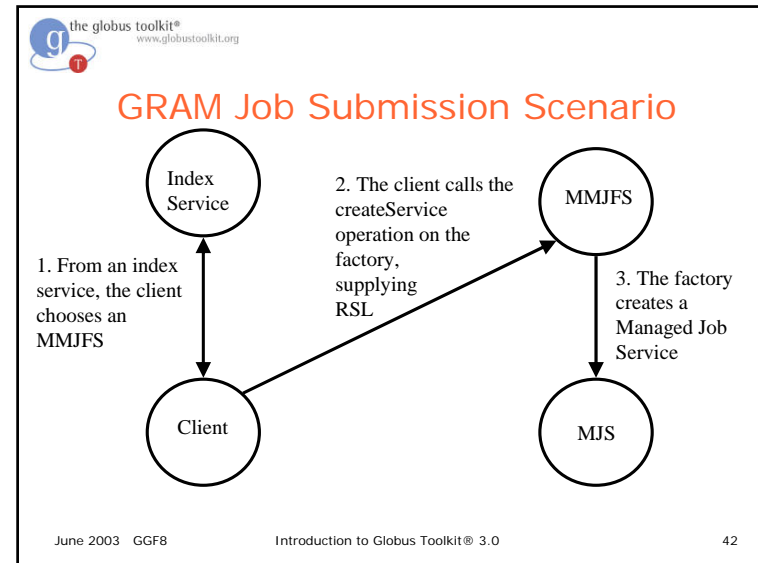 the globus toolkit®
www.globustoolkit.org
g
T
GRAM Job Submission Scenario
Index
Service
2. The client calls the
createService
operation on the
factory,
supplying
RSL
MMJFS
1. From an index
service, the client
chooses an
MMJFS
3. The factory
creates a
Managed Job
Service
Client
MJS
June 2003 GGF8
Introduction to Globus Toolkit® 3.0
42